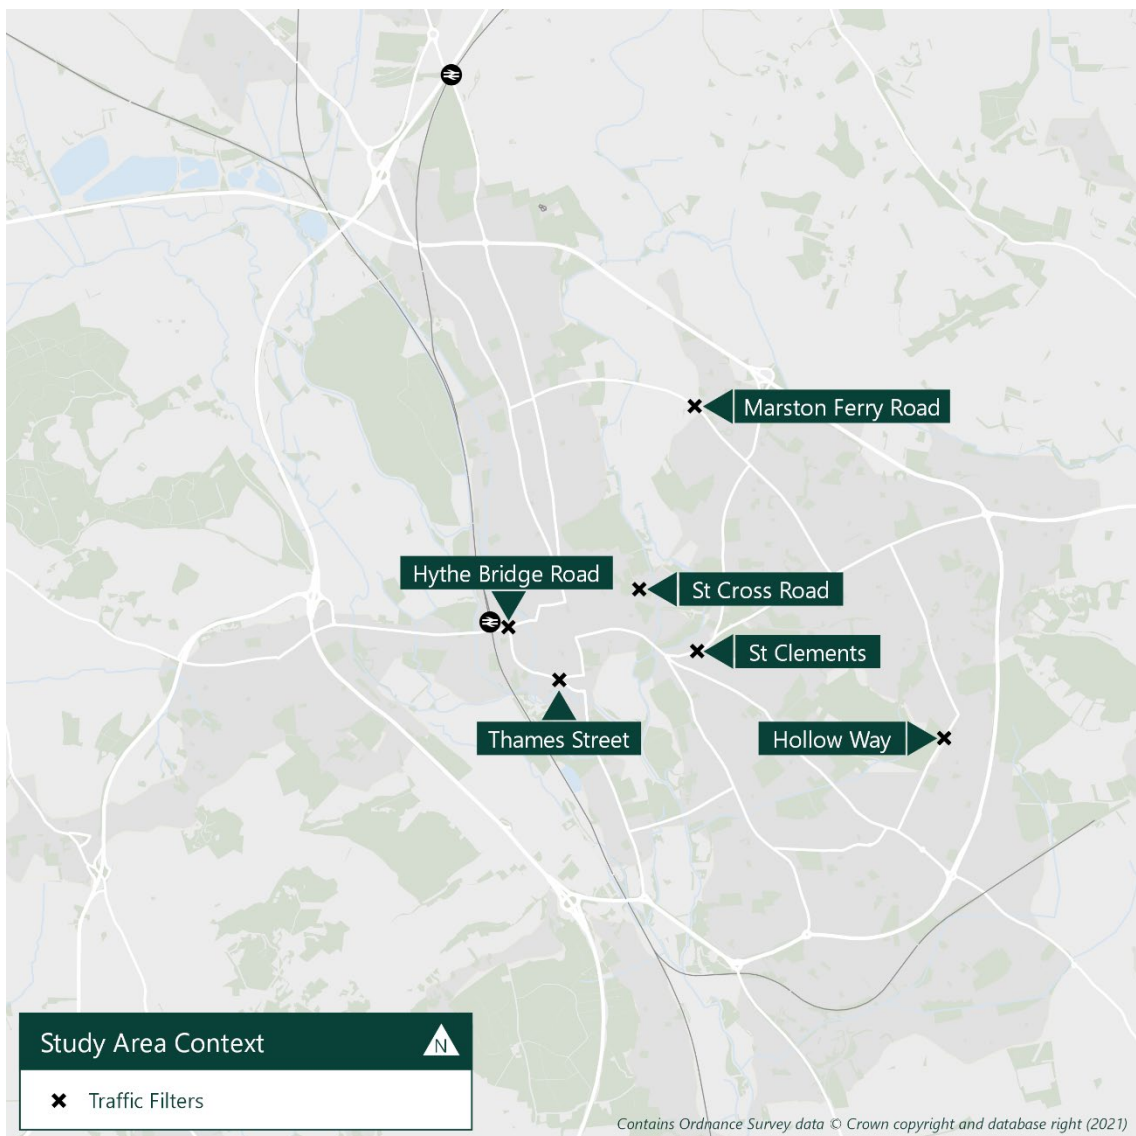 Marston Ferry Road
Hythe Bridge Road
St Cross Road
St Clements
Thames Street
Hollow Way
Study Area Context
N
Traffic Filters
Contains Ordnance Survey data © Crown copyright and database right (2021)